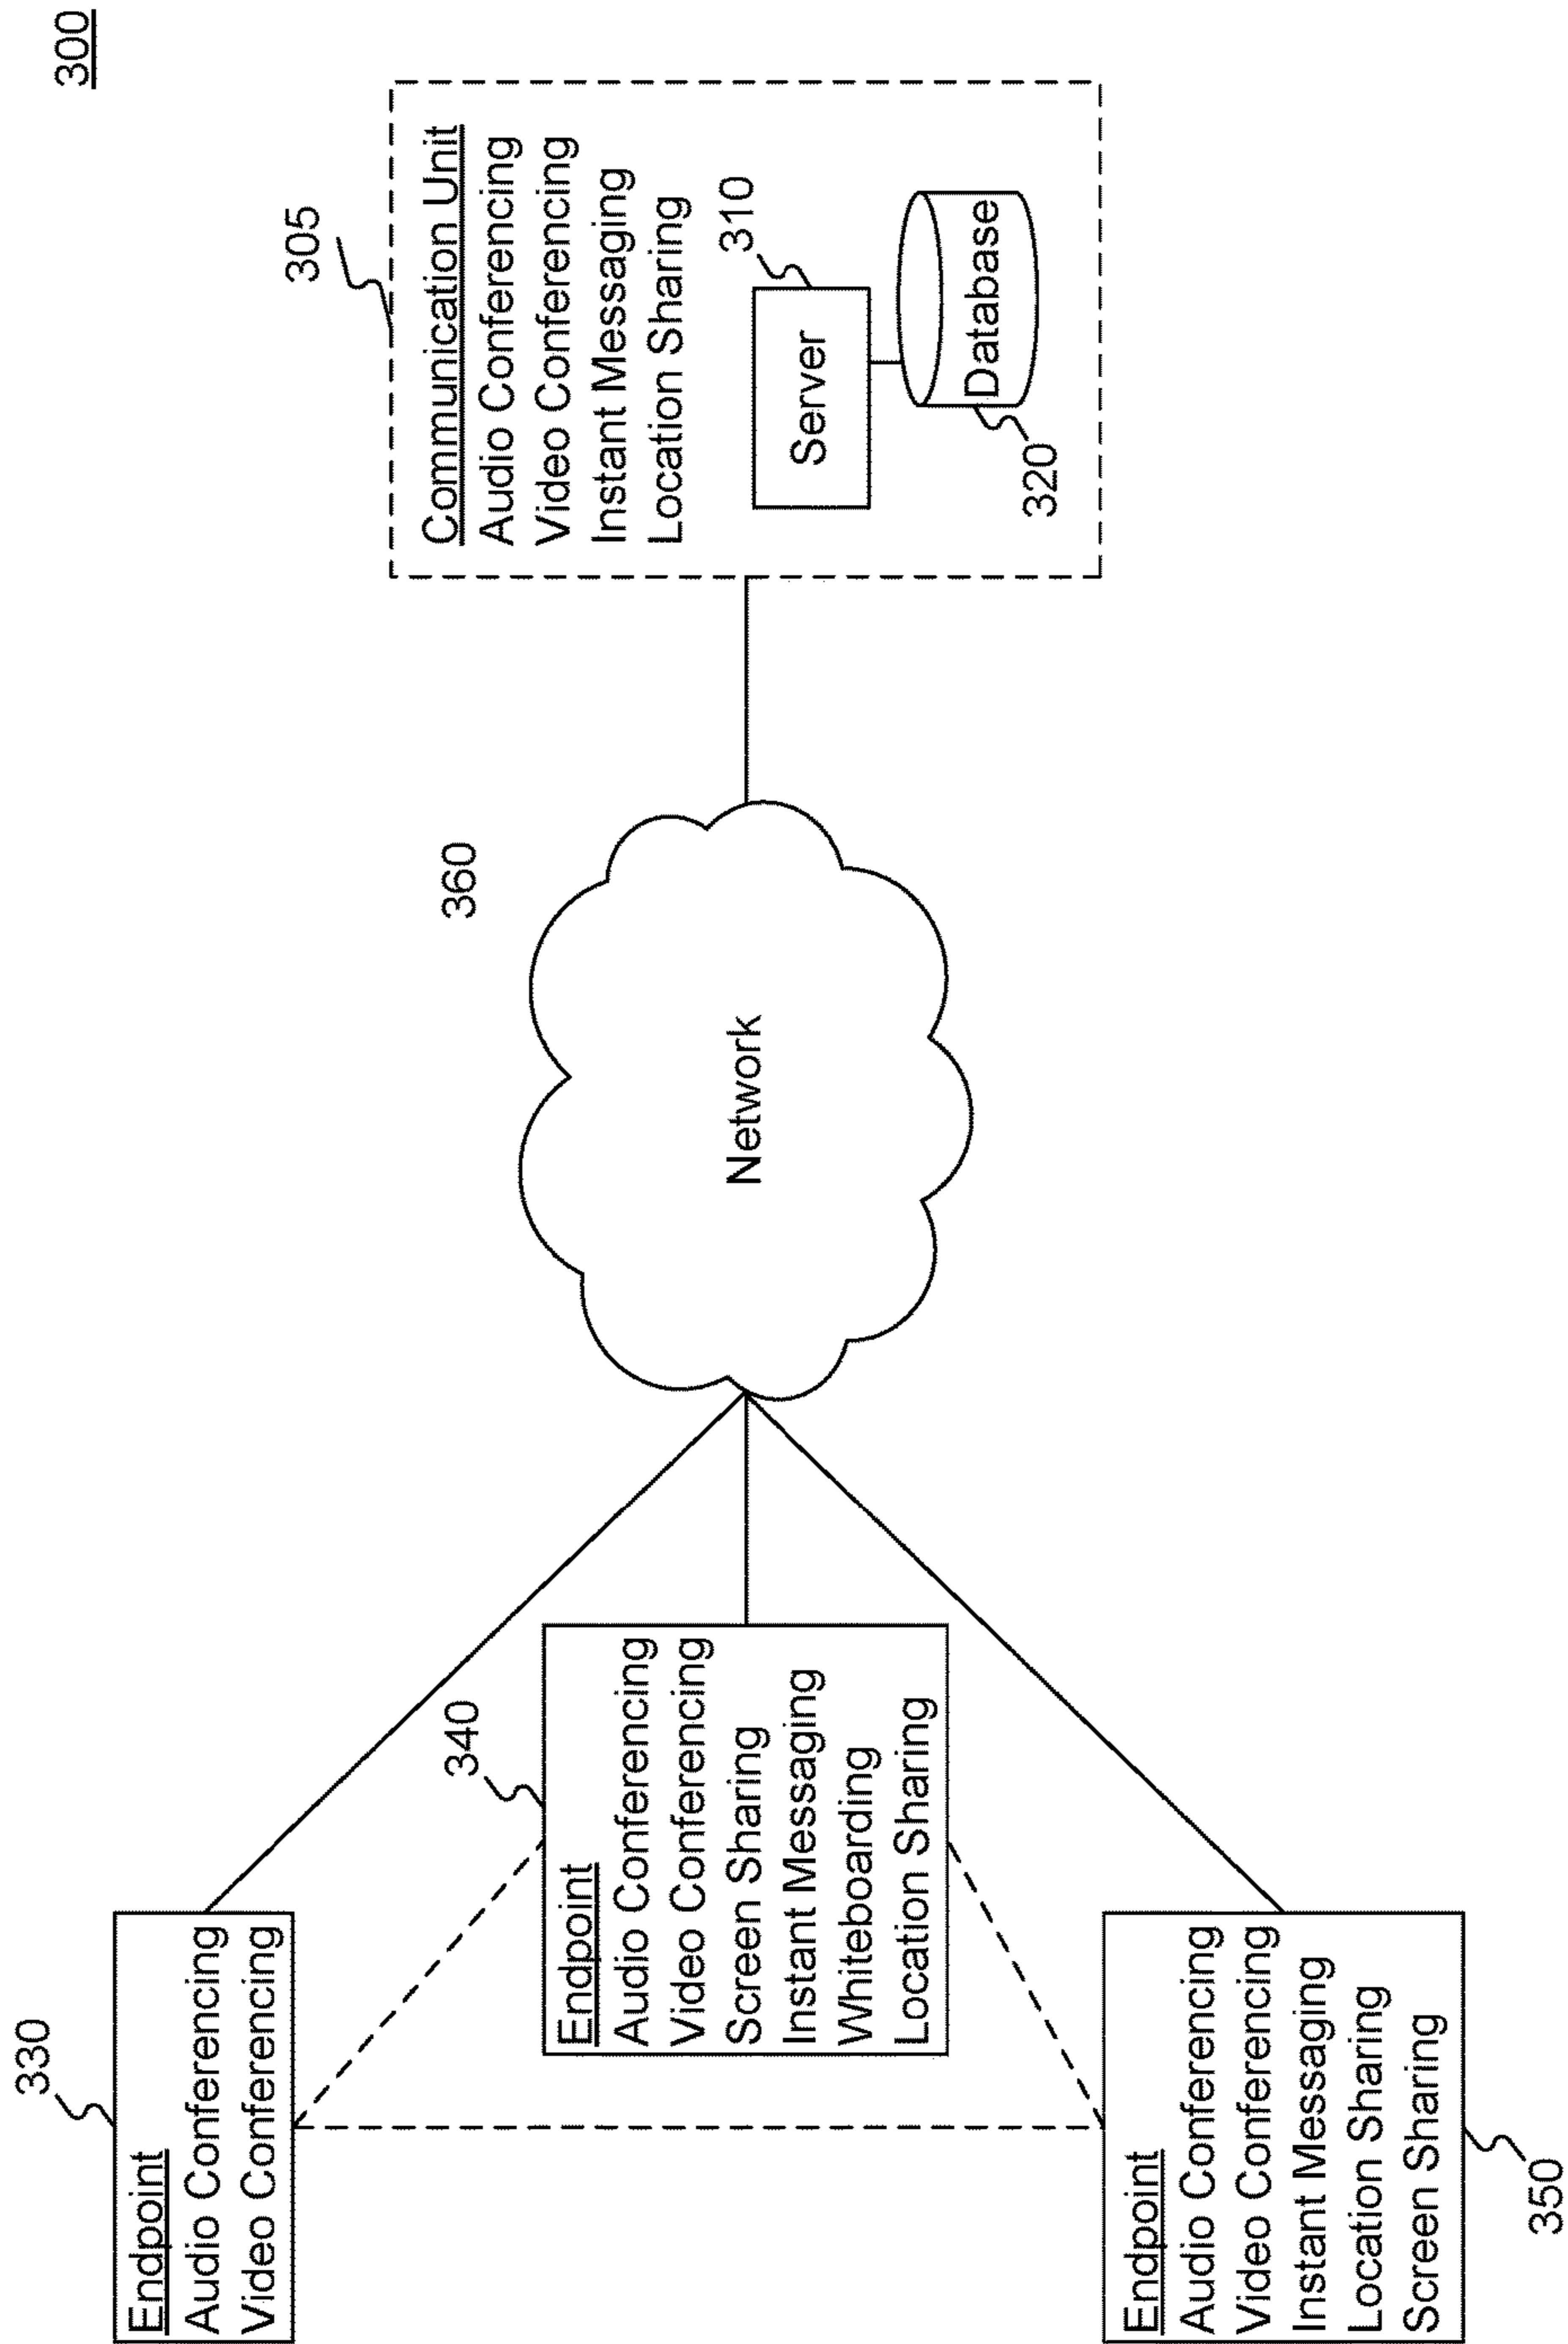 300
330
Endpoint
Audio Conferencing
Video Conferencing
340
Endpoint
Audio Conferencing
Video Conferencing
Screen Sharing
Instant Messaging
Whiteboarding
Location Sharing
Endpoint
Audio Conferencing
Video Conferencing
Instant Messaging
Location Sharing
Screen Sharing
350
360
Network
305
Communication Unit
Audio Conferencing
Video Conferencing
Instant Messaging
Location Sharing
310
Server
Database
320